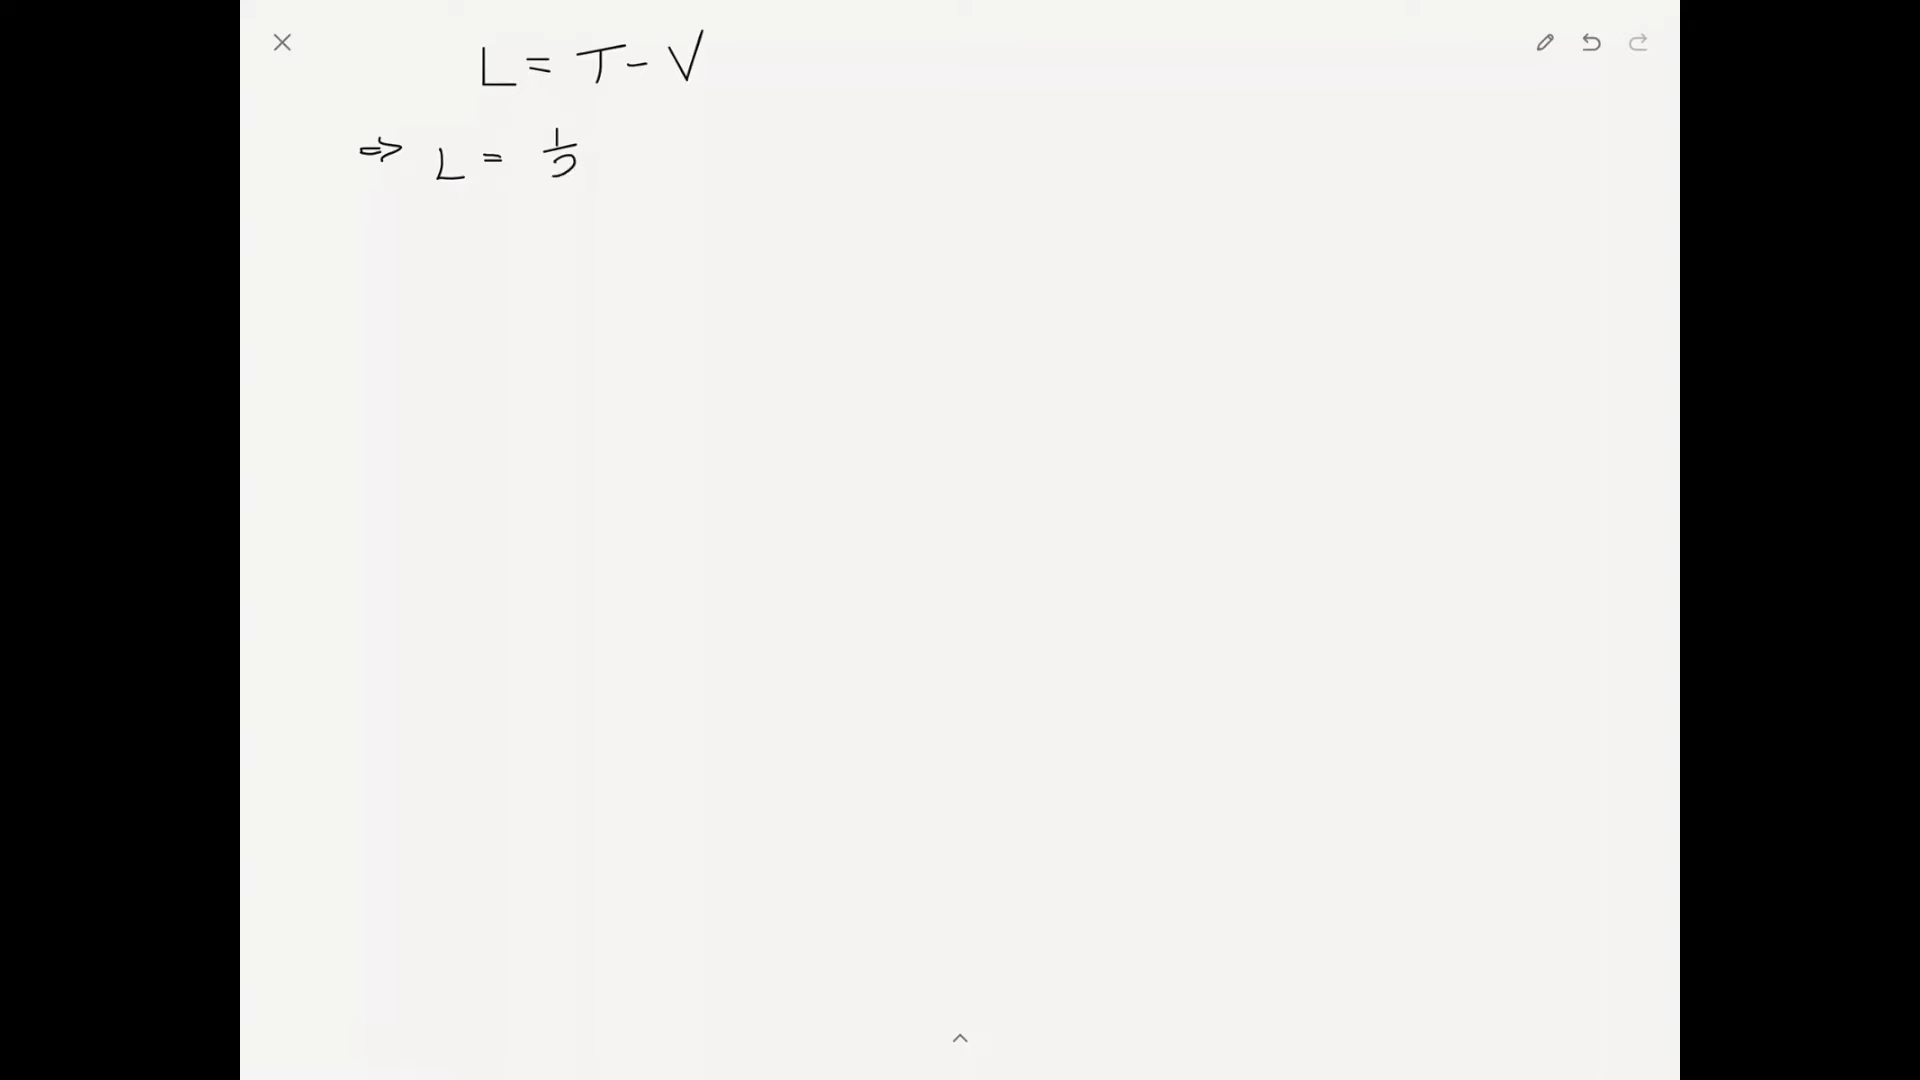 L = T - V
⇒ L = 1/2